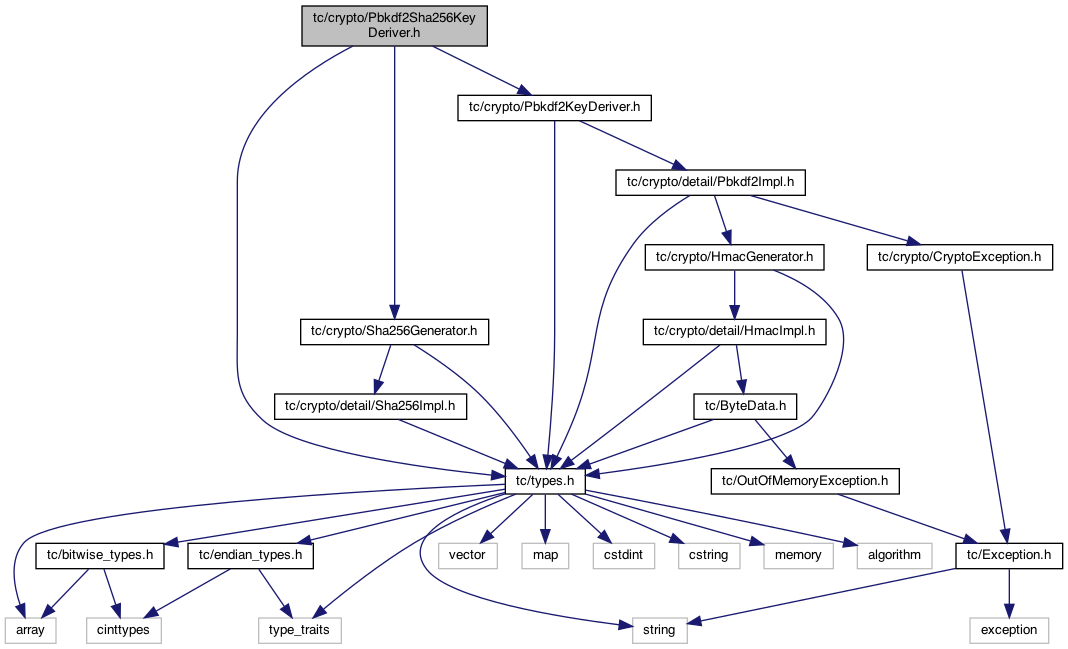 tc/crypto/Pbkdf2Sha256Key
Deriver.h
tc/crypto/Pbkdf2KeyDeriver.h
tc/crypto/detail/Pbkdf2Impl.h
tc/crypto/HmacGenerator.h
tc/crypto/CryptoException.h
tc/crypto/Sha256Generator.h
tc/crypto/detail/HmacImpl.h
tc/crypto/detail/Sha256Impl.h
tc/ByteData.h
tc/types.h
tc/OutOfMemoryException.h
tc/bitwise_types.h
tc/endian_types.h
vector
map
cstdint
cstring
memory
algorithm
tc/Exception.h
array
cinttypes
type_traits
string
exception